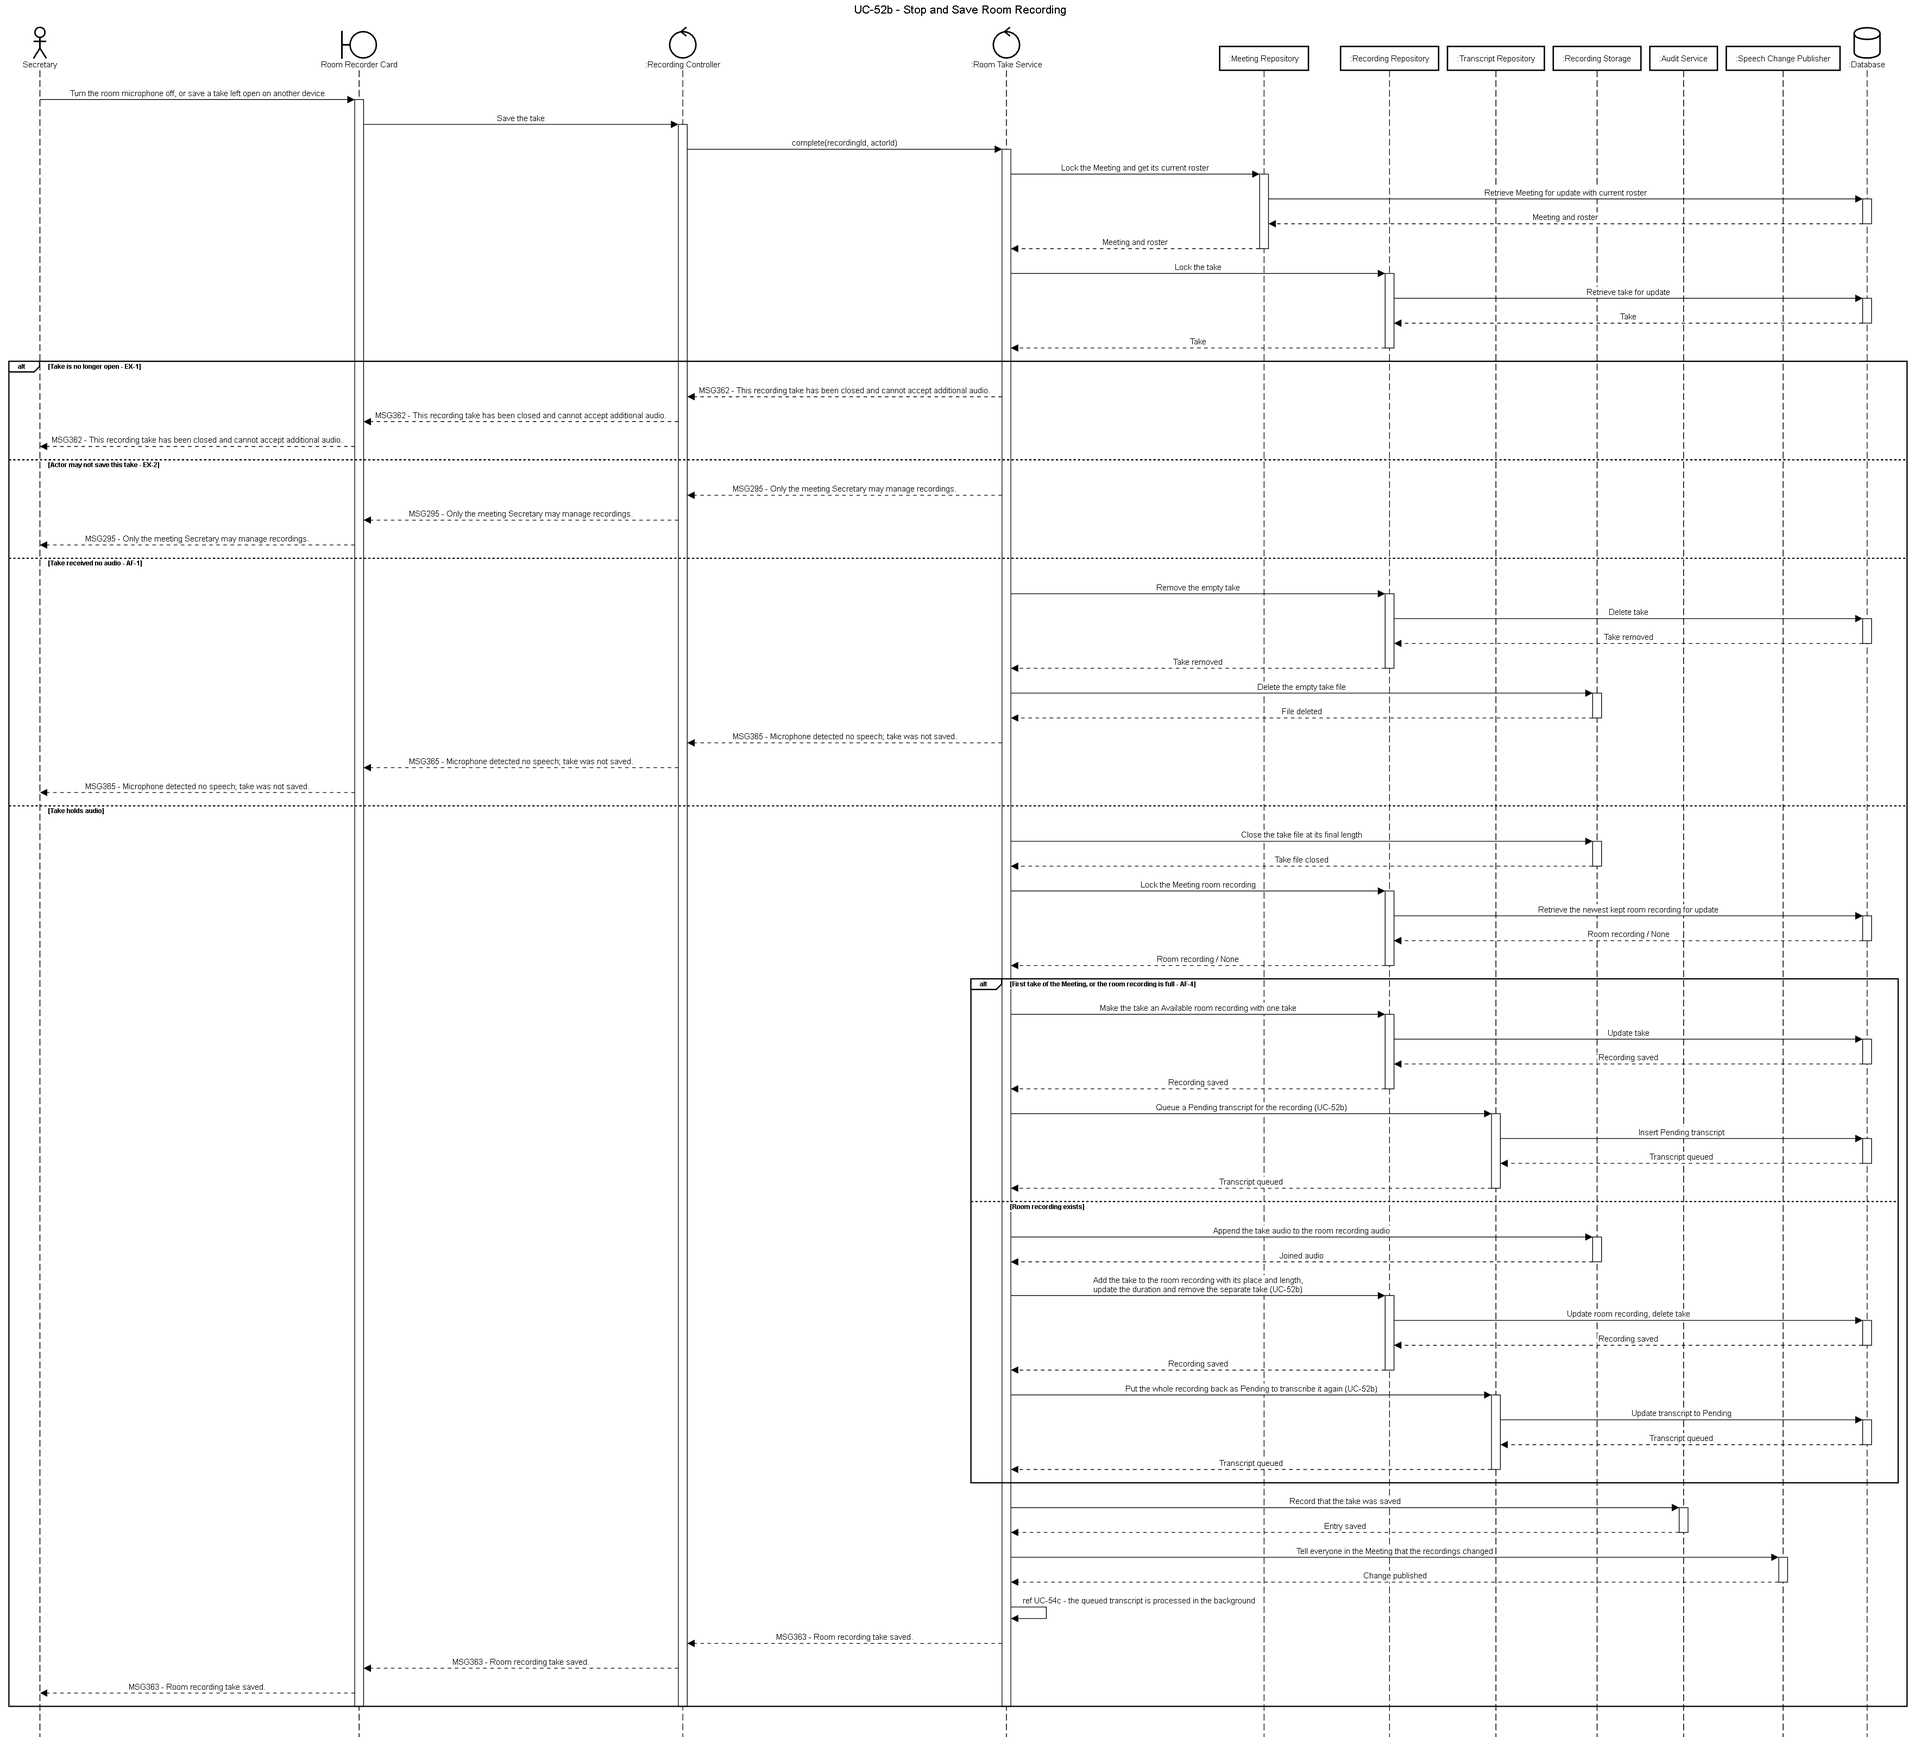 UC-52b - Stop and Save Room Recording
Secretary
Room Recorder Card
:Recording Controller
:Room Take Service
:Meeting Repository
:Recording Repository
:Transcript Repository
:Recording Storage
:Audit Service
:Speech Change Publisher
:Database
Turn the room microphone off, or save a take left open on another device
Save the take
complete(recordingId, actorId)
Lock the Meeting and get its current roster
Retrieve Meeting for update with current roster
Meeting and roster
Meeting and roster
Lock the take
Retrieve take for update
Take
Take
alt
[Take is no longer open - EX-1]
MSG362 - This recording take has been closed and cannot accept additional audio.
MSG362 - This recording take has been closed and cannot accept additional audio.
MSG362 - This recording take has been closed and cannot accept additional audio.
[Actor may not save this take - EX-2]
MSG295 - Only the meeting Secretary may manage recordings.
MSG295 - Only the meeting Secretary may manage recordings.
MSG295 - Only the meeting Secretary may manage recordings.
[Take received no audio - AF-1]
Remove the empty take
Delete take
Take removed
Take removed
Delete the empty take file
File deleted
MSG365 - Microphone detected no speech; take was not saved.
MSG365 - Microphone detected no speech; take was not saved.
MSG365 - Microphone detected no speech; take was not saved.
[Take holds audio]
Close the take file at its final length
Take file closed
Lock the Meeting room recording
Retrieve the newest kept room recording for update
Room recording / None
Room recording / None
alt
[First take of the Meeting, or the room recording is full - AF-4]
Make the take an Available room recording with one take
Update take
Recording saved
Recording saved
Queue a Pending transcript for the recording (UC-52b)
Insert Pending transcript
Transcript queued
Transcript queued
[Room recording exists]
Append the take audio to the room recording audio
Joined audio
Add the take to the room recording with its place and length,
update the duration and remove the separate take (UC-52b)
Update room recording, delete take
Recording saved
Recording saved
Put the whole recording back as Pending to transcribe it again (UC-52b)
Update transcript to Pending
Transcript queued
Transcript queued
Record that the take was saved
Entry saved
Tell everyone in the Meeting that the recordings changed
Change published
ref UC-54c - the queued transcript is processed in the background
MSG363 - Room recording take saved.
MSG363 - Room recording take saved.
MSG363 - Room recording take saved.